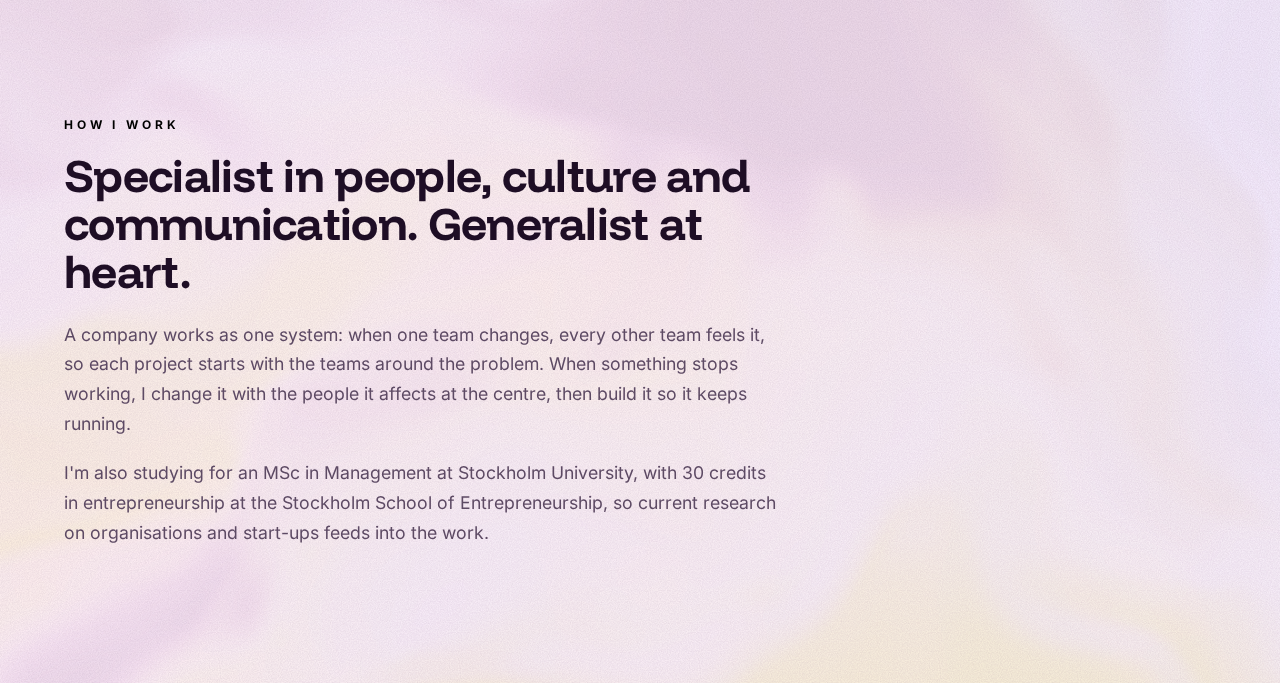 HOW I WORK
Specialist in people, culture and
communication. Generalist at
heart.
A company works as one system: when one team changes, every other team feels it,
so each project starts with the teams around the problem. When something stops
working, I change it with the people it affects at the centre, then build it so it keeps
running.
I'm also studying for an MSc in Management at Stockholm University, with 30 credits
in entrepreneurship at the Stockholm School of Entrepreneurship, so current research
on organisations and start-ups feeds into the work.